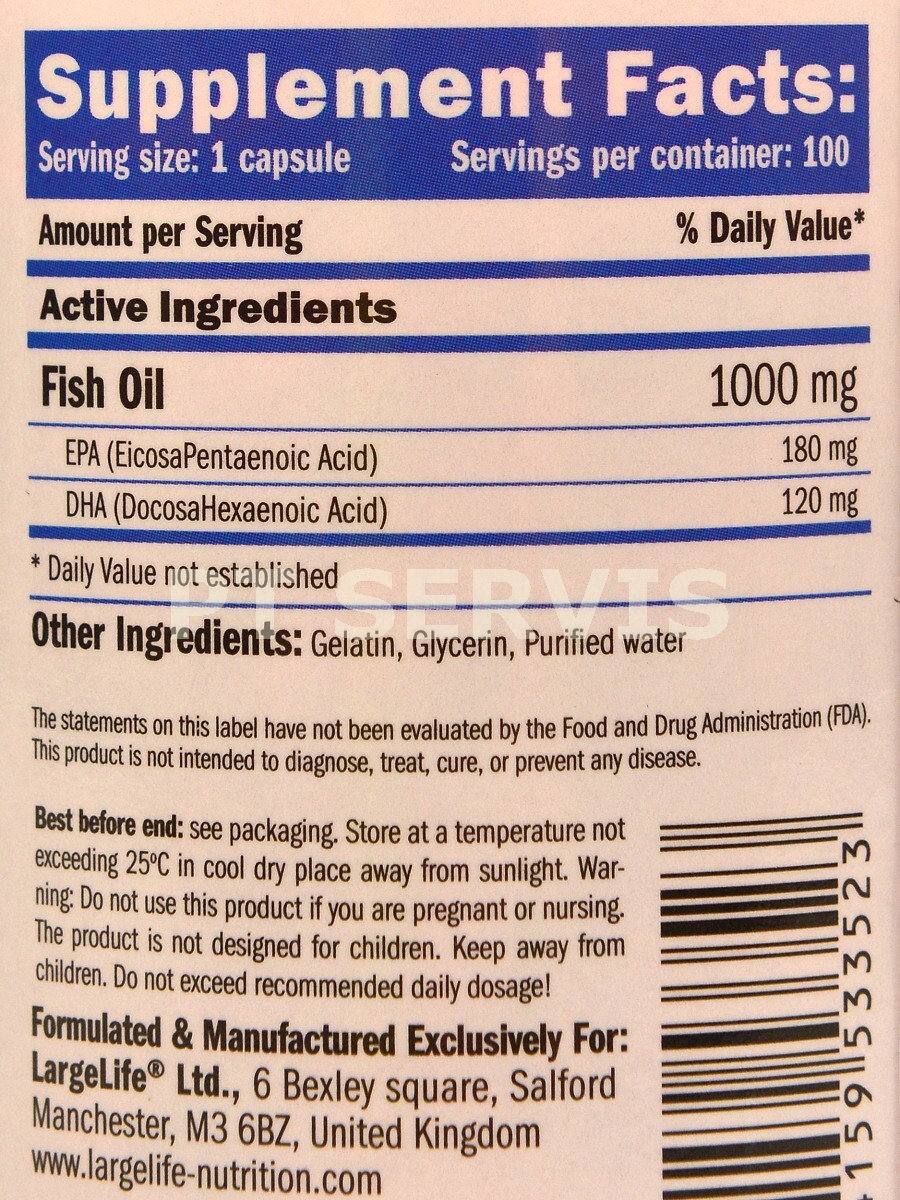 Supplement Facts:
Serving size: 1 capsule Servings per container: 100
Amount per Serving % Daily Value*
Active Ingredients
Fish Oil 1000 mg
EPA (EicosaPentaenoic Acid) 180 mg
DHA (DocosaHexaenoic Acid) 120 mg
* Daily Value not established
SERVIS
Other Ingredients: Gelatin, Glycerin, Purified water
The statements on this label have not been evaluated by the Food and Drug Administration (FDA).
This product is not intended to diagnose, treat, cure, or prevent any disease.
Best before end: see packaging. Store at a temperature not
exceeding 25ºC in cool dry place away from sunlight. War-
ning: Do not use this product if you are pregnant or nursing.
The product is not designed for children. Keep away from
children. Do not exceed recommended daily dosage!
Formulated & Manufactured Exclusively For:
LargeLife® Ltd., 6 Bexley square, Salford
Manchester, M3 6BZ, United Kingdom
www.largelife-nutrition.com
159533523